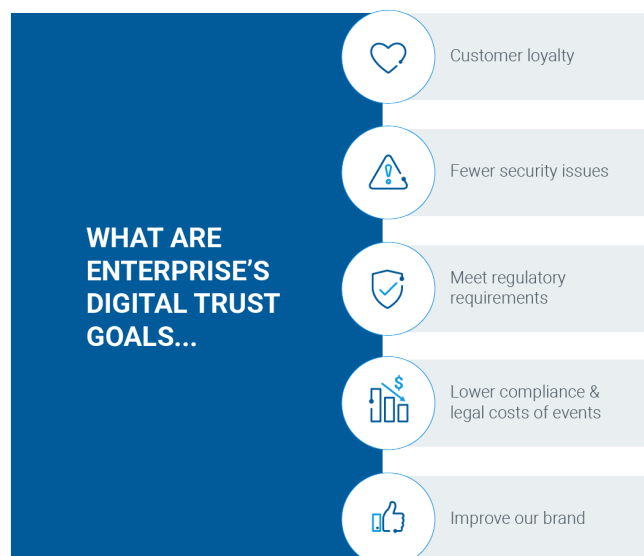 WHAT ARE
ENTERPRISE'S
DIGITAL TRUST
GOALS...
Customer loyalty
Fewer security issues
Meet regulatory
requirements
$
Lower compliance &
legal costs of events
Improve our brand